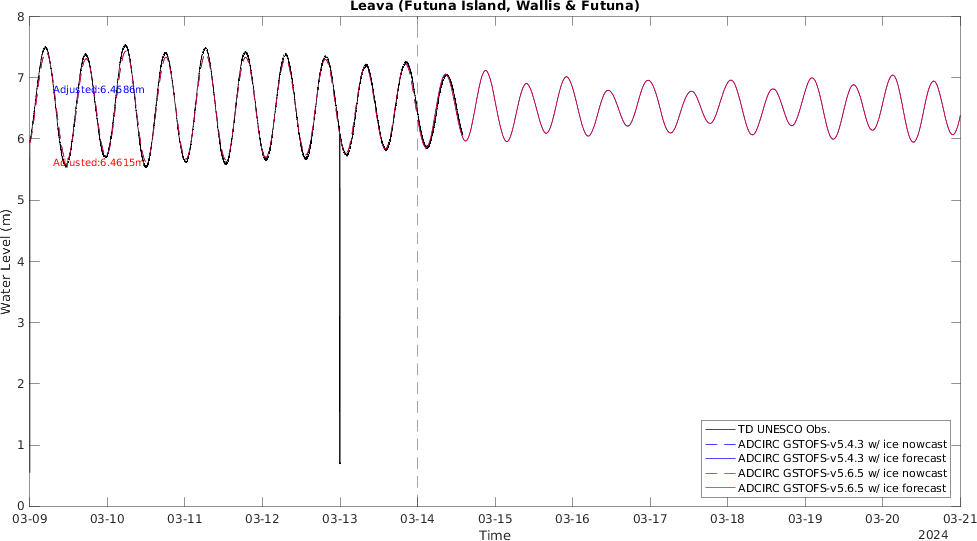 Leava (Futuna Island, Wallis & Futuna)
8
7
6
5
4
3
2
1
0
Water Level (m)
Adjusted:6.4586m
Adjusted:6.4615m
TD UNESCO Obs.
ADCIRC GSTOFS-v5.4.3 w/ ice nowcast
ADCIRC GSTOFS-v5.4.3 w/ ice forecast
ADCIRC GSTOFS-v5.6.5 w/ ice nowcast
ADCIRC GSTOFS-v5.6.5 w/ ice forecast
03-09 03-10 03-11 03-12 03-13 03-14 03-15 03-16 03-17 03-18 03-19 03-20 03-21
Time
2024